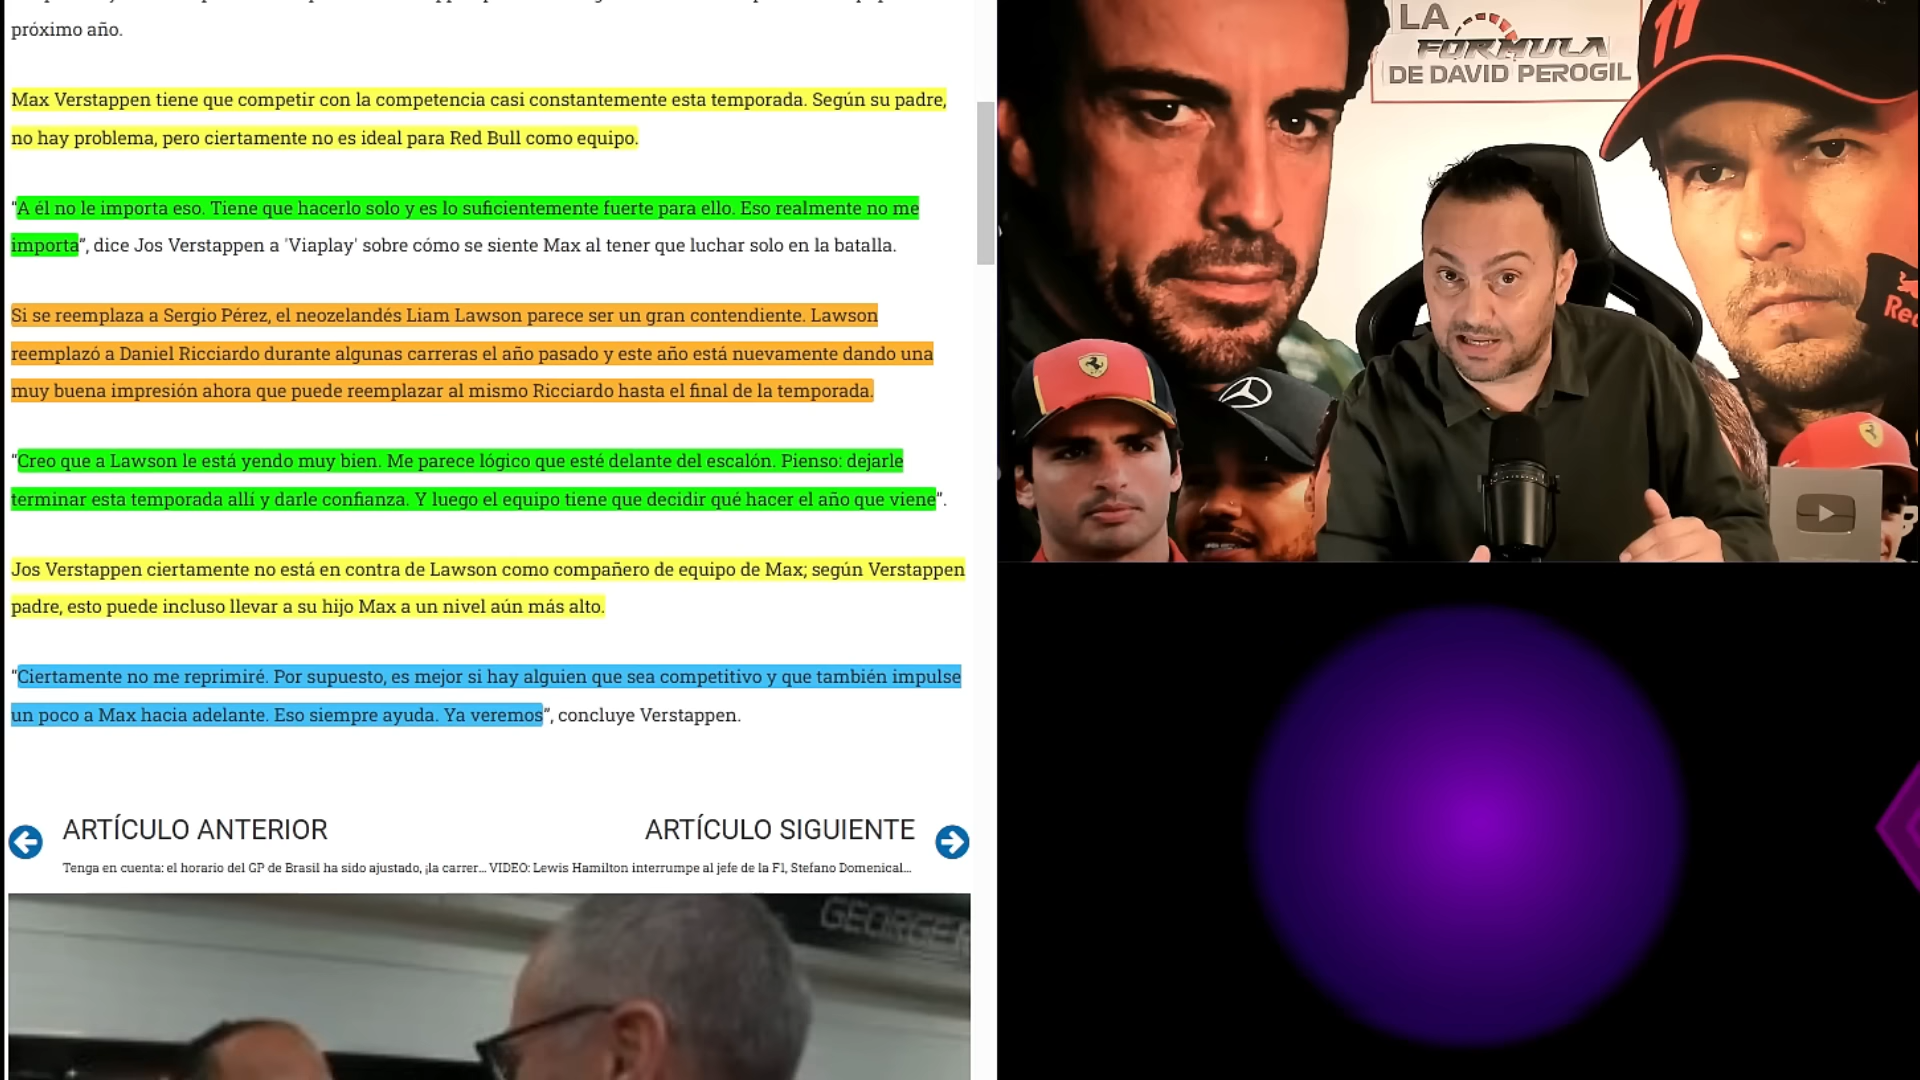 próximo año.
Max Verstappen tiene que competir con la competencia casi constantemente esta temporada. Según su padre,
no hay problema, pero ciertamente no es ideal para Red Bull como equipo.
“A él no le importa eso. Tiene que hacerlo solo y es lo suficientemente fuerte para ello. Eso realmente no me
importa”, dice Jos Verstappen a 'Viaplay' sobre cómo se siente Max al tener que luchar solo en la batalla.
Si se reemplaza a Sergio Pérez, el neozelandés Liam Lawson parece ser un gran contendiente. Lawson
reemplazó a Daniel Ricciardo durante algunas carreras el año pasado y este año está nuevamente dando una
muy buena impresión ahora que puede reemplazar al mismo Ricciardo hasta el final de la temporada.
“Creo que a Lawson le está yendo muy bien. Me parece lógico que esté delante del escalón. Pienso: dejarle
terminar esta temporada allí y darle confianza. Y luego el equipo tiene que decidir qué hacer el año que viene”.
Jos Verstappen ciertamente no está en contra de Lawson como compañero de equipo de Max; según Verstappen
padre, esto puede incluso llevar a su hijo Max a un nivel aún más alto.
“Ciertamente no me reprimiré. Por supuesto, es mejor si hay alguien que sea competitivo y que también impulse
un poco a Max hacia adelante. Eso siempre ayuda. Ya veremos”, concluye Verstappen.
ARTÍCULO ANTERIOR
Tenga en cuenta: el horario del GP de Brasil ha sido ajustado, ¡la carrer...
ARTÍCULO SIGUIENTE
VIDEO: Lewis Hamilton interrumpe al jefe de la F1, Stefano Domenical...
GEORGE
LA
FORMULA
DE DAVID PEROGIL
11
Red